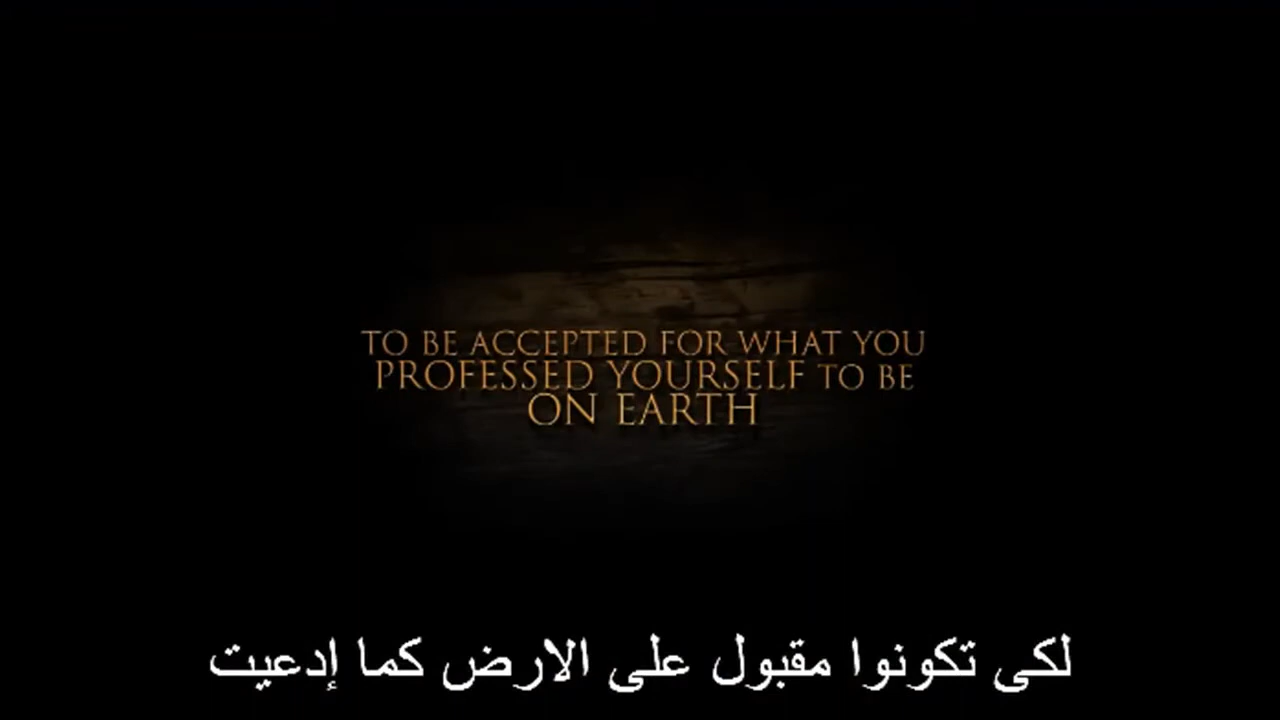 TO BE ACCEPTED FOR WHAT YOU
PROFESSED YOURSELF TO BE
ON EARTH
لكى تكونوا مقبول على الارض كما إدعيت